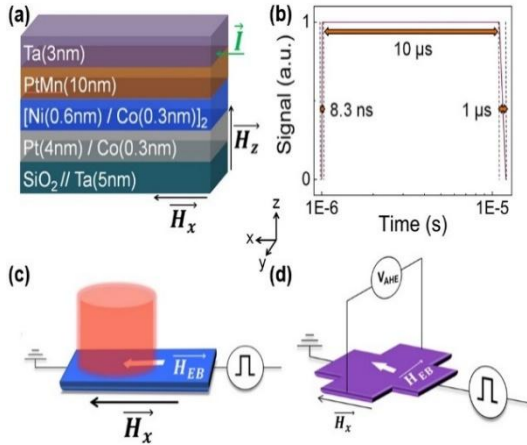 (a)
I
Ta(3nm)
PtMn(10nm)
[Ni(0.6nm) / Co(0.3nm)]2
Pt(4nm) / Co(0.3nm)
SiO2// Ta(5nm)
Hz
Hx
(b)
Signal (a.u.)
1
0
10 µs
8.3 ns
1 µs
1E-6
1E-5
Time (s)
z
x
y
(c)
HEB
Hx
(d)
VAHE
HEB
Hx